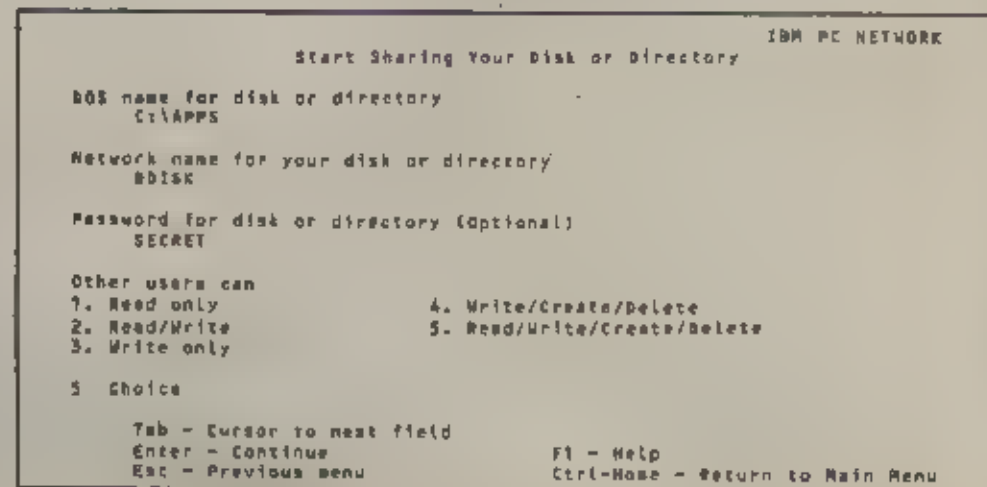 IBM PC NETWORK
Start Sharing Your Disk or Directory
DOS name for disk or directory
C:\APPS
Network name for your disk or directory
BDISK
Password for disk or directory (Optional)
SECRET
Other users can
1. Read only
4. Write/Create/Delete
2. Read/Write
5. Read/Write/Create/Delete
3. Write only
5 Choice
Tab - Cursor to next field
Enter - Continue
F1 - Help
Esc - Previous menu
Ctrl-Home - Return to Main Menu